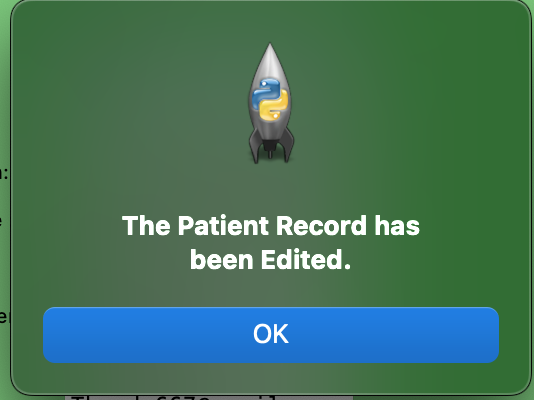 The Patient Record has
been Edited.
OK